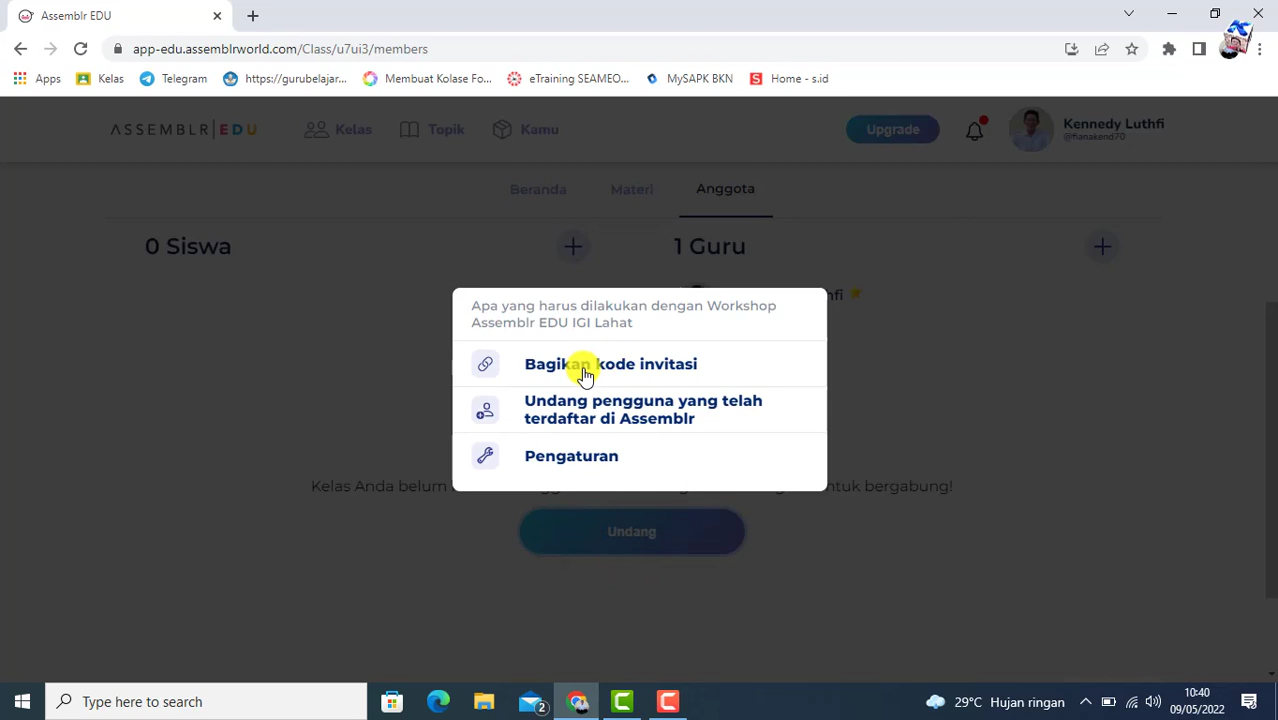 Assemblr EDU
app-edu.assemblrworld.com/Class/u7ui3/members
Apps
Kelas
Telegram
https://gurubelajar...
Membuat Kolase Fo...
eTraining SEAMEO...
MySAPK BKN
Home - s.id
ASSEMBLR|EDU
Kelas
Topik
Kamu
Upgrade
Kennedy Luthfi
@fianakend70
Beranda
Materi
Anggota
0 Siswa
1 Guru
Apa yang harus dilakukan dengan Workshop
Assemblr EDU IGI Lahat
Bagikan kode invitasi
Undang pengguna yang telah
terdaftar di Assemblr
Pengaturan
Kelas Anda belum
untuk bergabung!
Undang
Type here to search
2
29°C Hujan ringan
10:40
09/05/2022